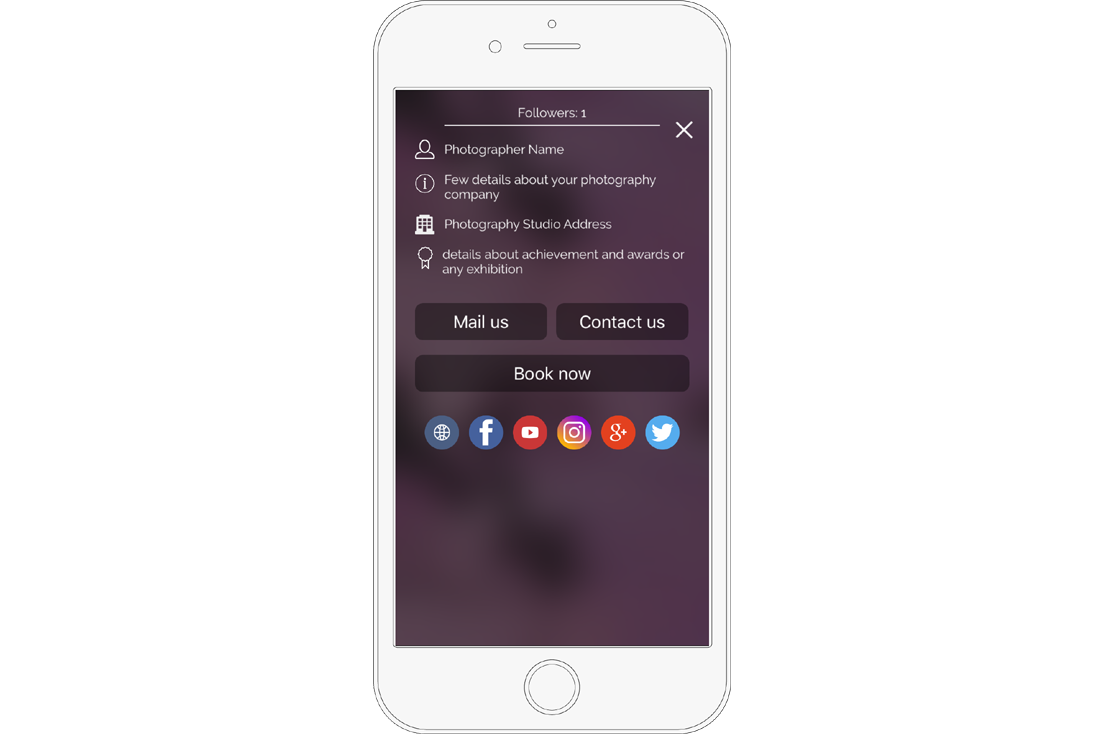 Followers: 1
Photographer Name
Few details about your photography
company
Photography Studio Address
details about achievement and awards or
any exhibition
Mail us
Contact us
Book now
f
g+